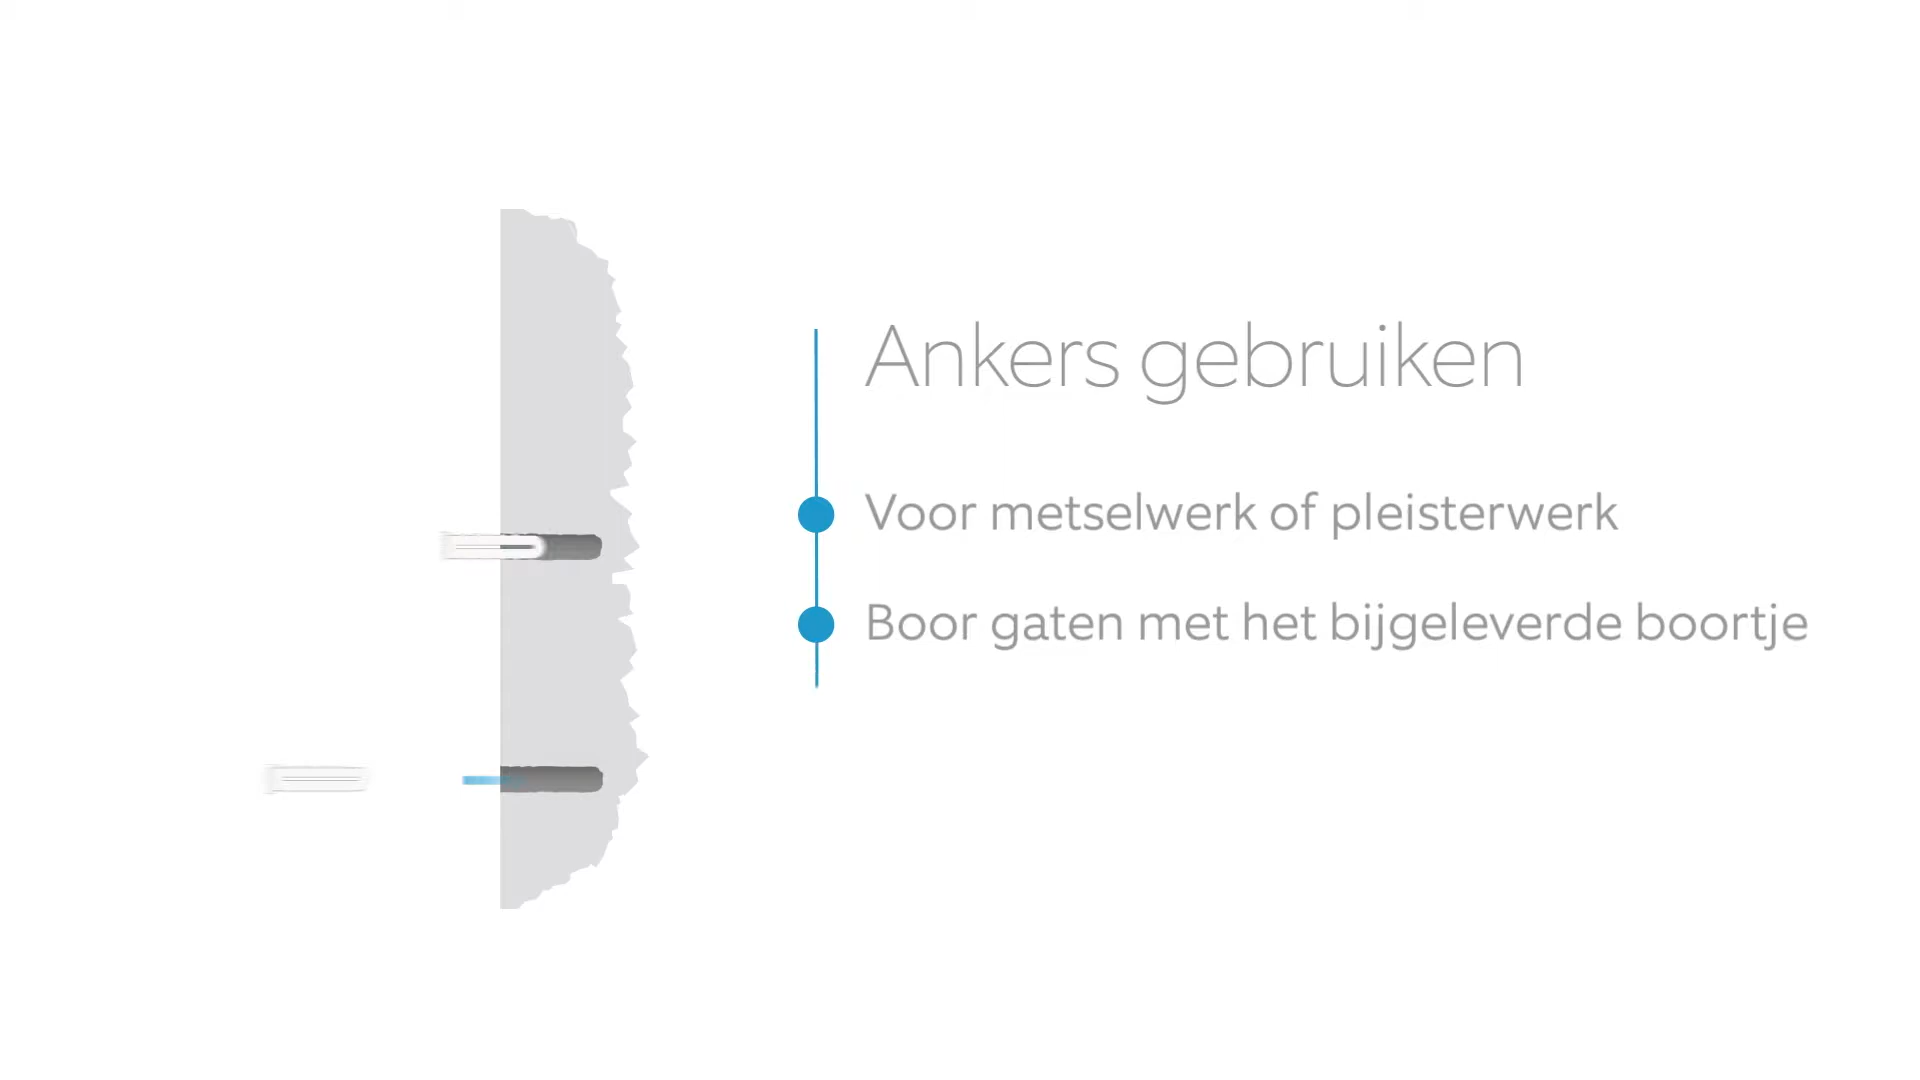 Ankers gebruiken
Voor metselwerk of pleisterwerk
Boor gaten met het bijgeleverde boortje